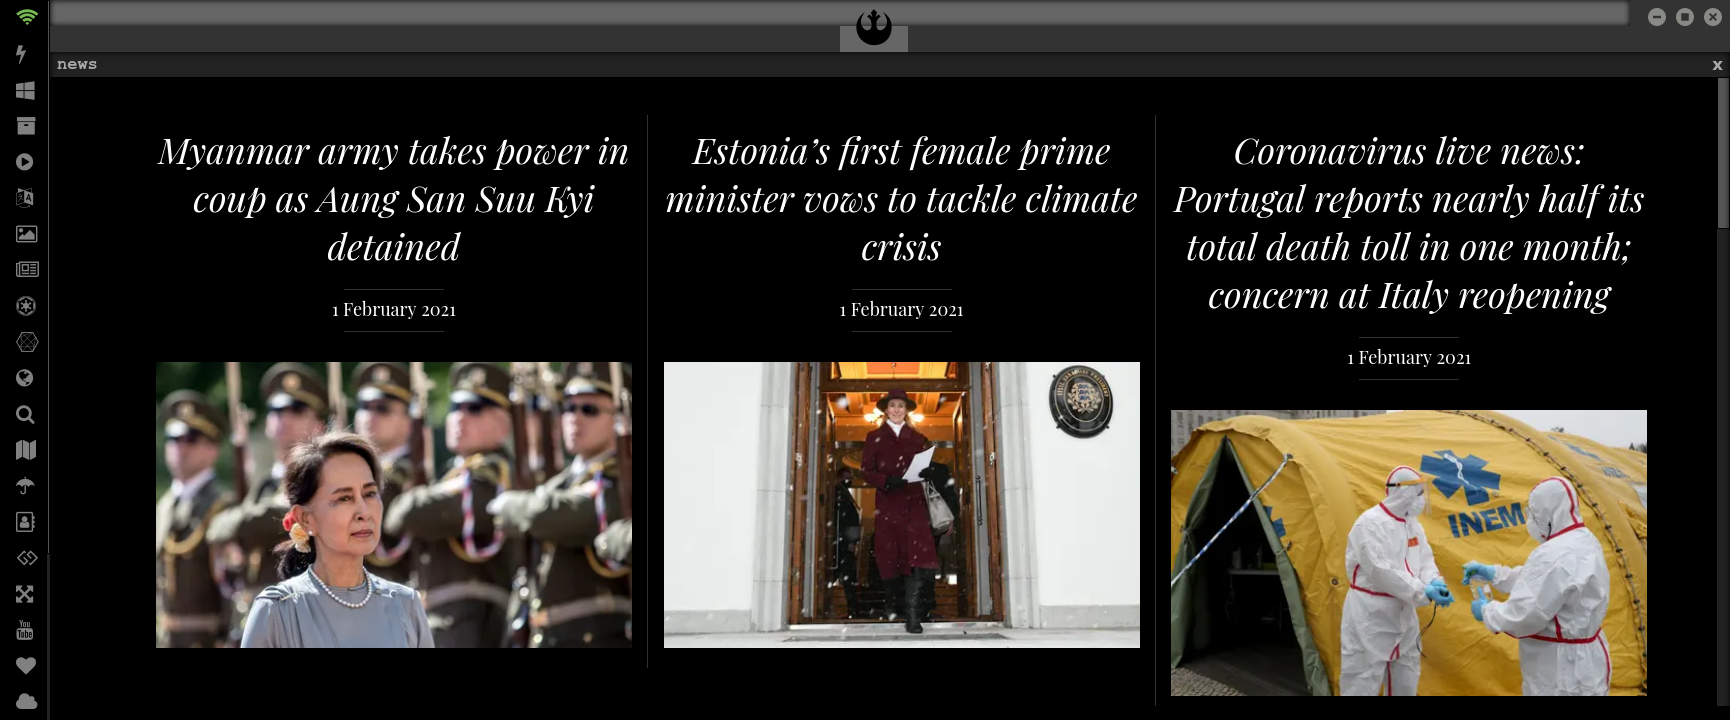 news
x
Myanmar army takes power in
coup as Aung San Suu Kyi
detained
1 February 2021
Estonia’s first female prime
minister vows to tackle climate
crisis
1 February 2021
Coronavirus live news:
Portugal reports nearly half its
total death toll in one month;
concern at Italy reopening
1 February 2021
INEM
You
Tube